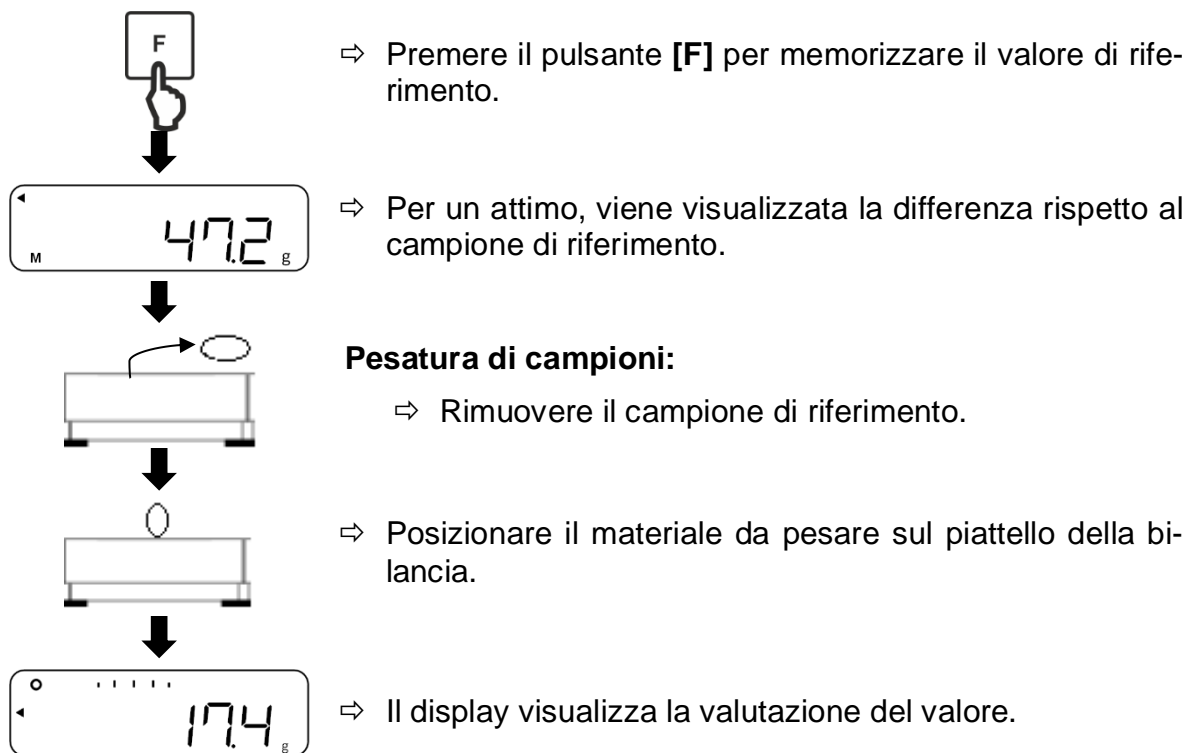 F
⇨ Premere il pulsante [F] per memorizzare il valore di rife-
rimento.
⇨ Per un attimo, viene visualizzata la differenza rispetto al
campione di riferimento.
M 47.2 g
Pesatura di campioni:
⇨ Rimuovere il campione di riferimento.
⇨ Posizionare il materiale da pesare sul piattello della bi-
lancia.
17.4 g
⇨ Il display visualizza la valutazione del valore.